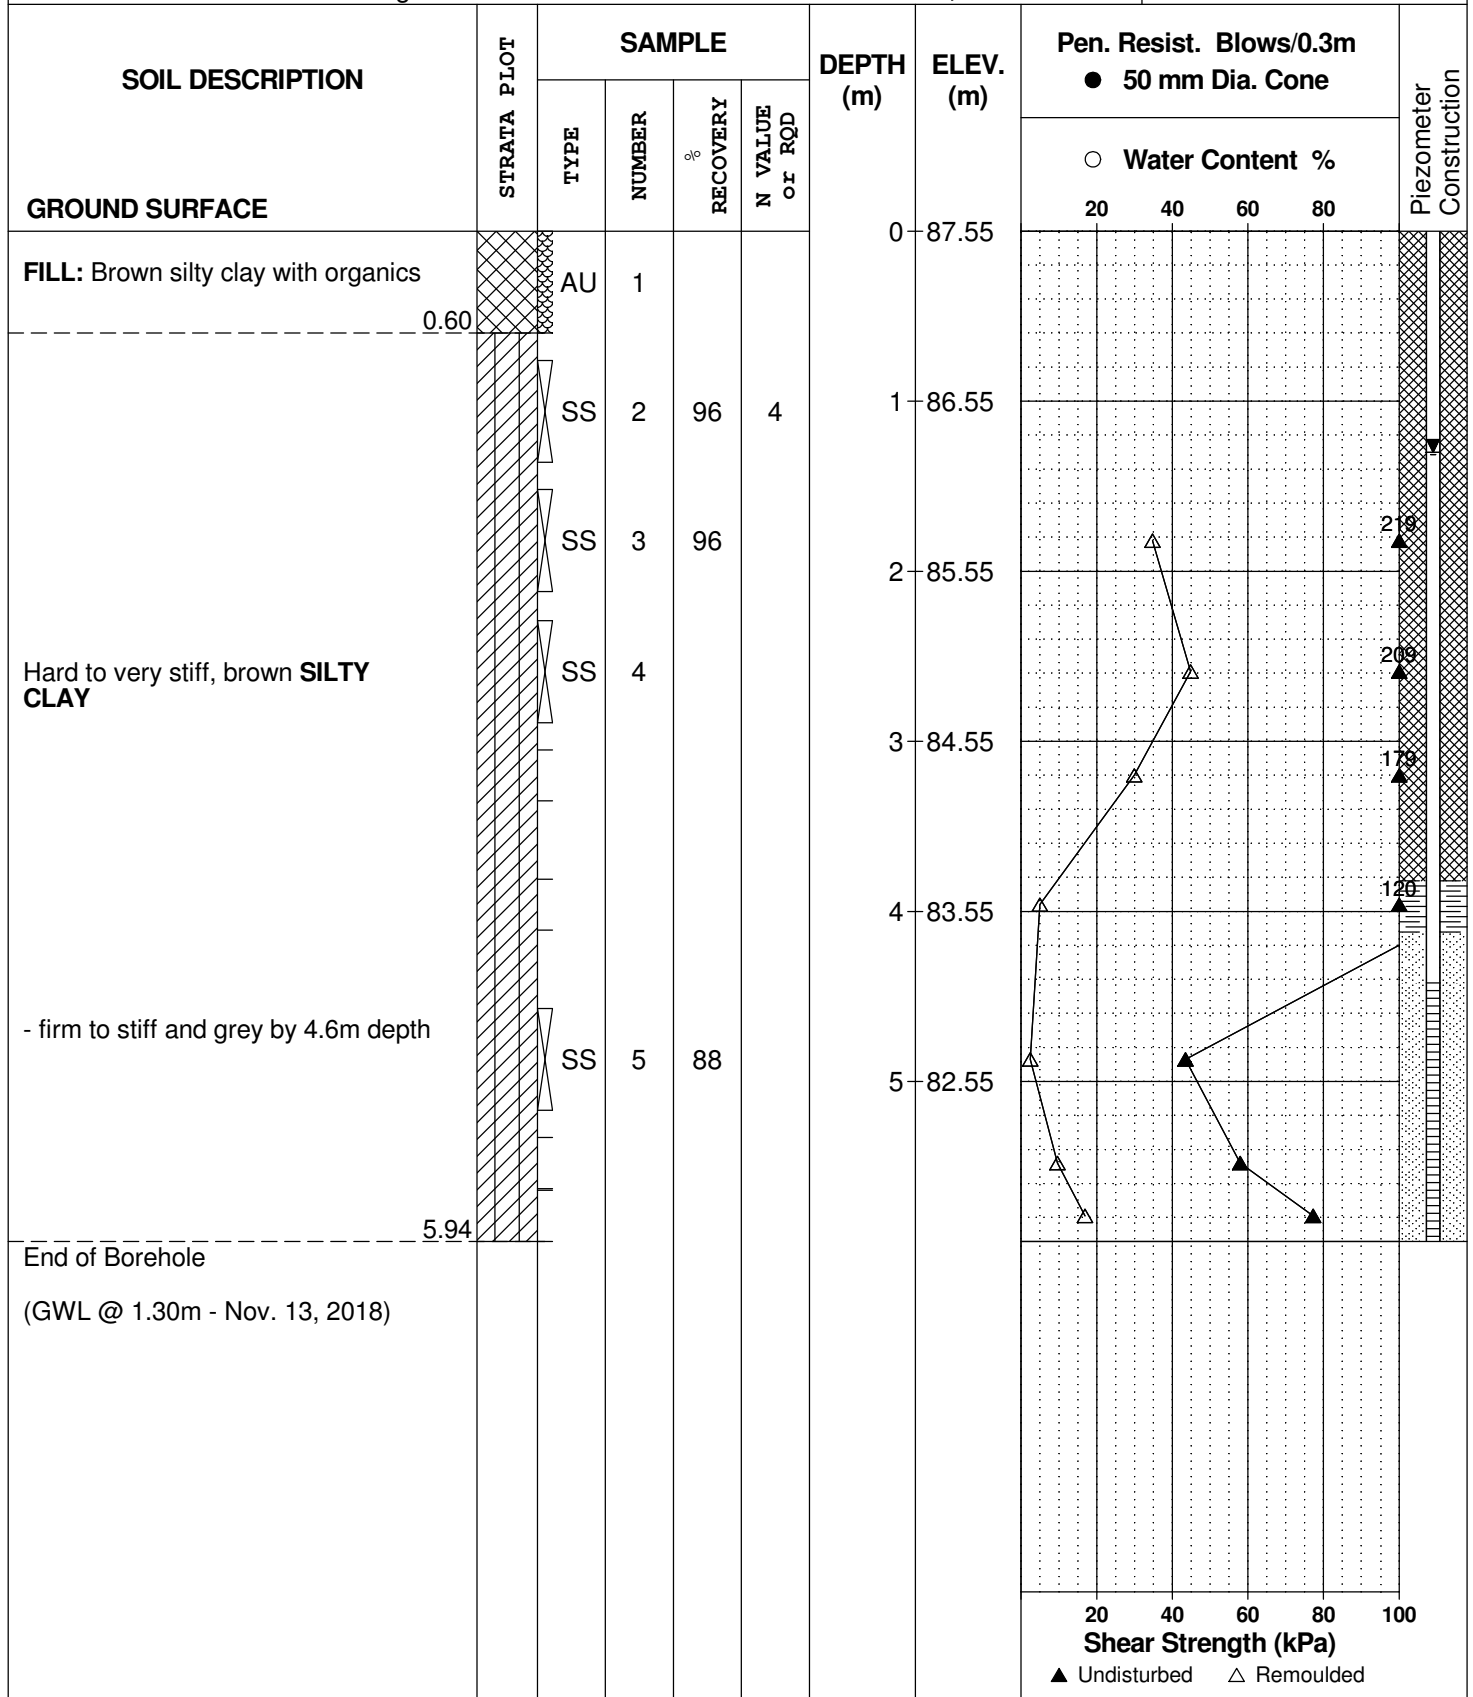 SOIL DESCRIPTION
GROUND SURFACE
STRATA PLOT
SAMPLE
TYPE
NUMBER
% RECOVERY
N VALUE or RQD
DEPTH (m)
ELEV. (m)
Pen. Resist. Blows/0.3m
● 50 mm Dia. Cone
○ Water Content %
20 40 60 80
Piezometer Construction
0 87.55
FILL: Brown silty clay with organics
AU 1
0.60
SS 2 96 4
1 86.55
SS 3 96
219
2 85.55
Hard to very stiff, brown SILTY CLAY
SS 4
209
3 84.55
179
120
4 83.55
- firm to stiff and grey by 4.6m depth
SS 5 88
5 82.55
5.94
End of Borehole
(GWL @ 1.30m - Nov. 13, 2018)
20 40 60 80 100
Shear Strength (kPa)
▲ Undisturbed △ Remoulded